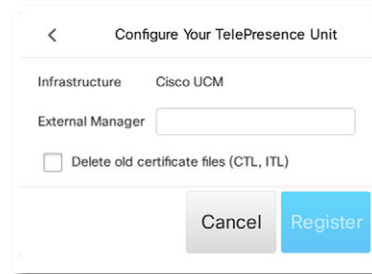 Configure Your TelePresence Unit
Infrastructure Cisco UCM
External Manager
Delete old certificate files (CTL, ITL)
Cancel Register